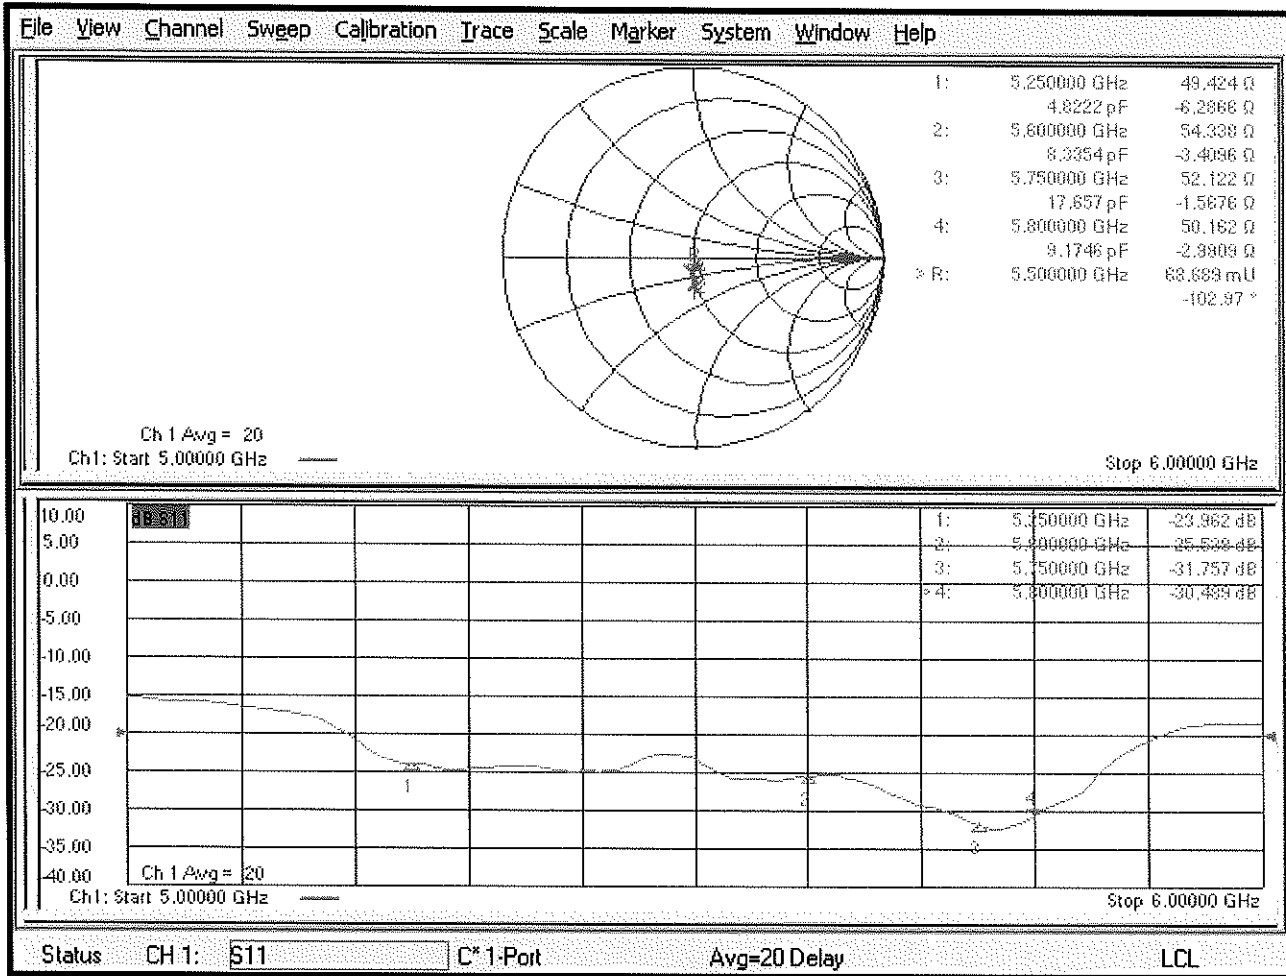 File View Channel Sweep Calibration Trace Scale Marker System Window Help
1: 5.250000 GHz 49.424 Ω
4.8222 pF -6.2866 Ω
2: 5.600000 GHz 54.338 Ω
8.3354 pF -3.4096 Ω
3: 5.750000 GHz 52.122 Ω
17.657 pF -1.5676 Ω
4: 5.800000 GHz 50.162 Ω
9.1746 pF -2.9909 Ω
> R: 5.500000 GHz 68.689 mU
-102.97 °
Ch 1 Avg = 20
Ch1: Start 5.00000 GHz
Stop 6.00000 GHz
10.00
dB S11
5.00
0.00
-5.00
-10.00
-15.00
-20.00
-25.00
-30.00
-35.00
-40.00
1: 5.250000 GHz -23.962 dB
2: 5.600000 GHz -25.538 dB
3: 5.750000 GHz -31.757 dB
> 4: 5.800000 GHz -30.489 dB
1
2
3
4
Ch 1 Avg = 20
Ch1: Start 5.00000 GHz
Stop 6.00000 GHz
Status CH 1: S11 C* 1-Port Avg=20 Delay LCL